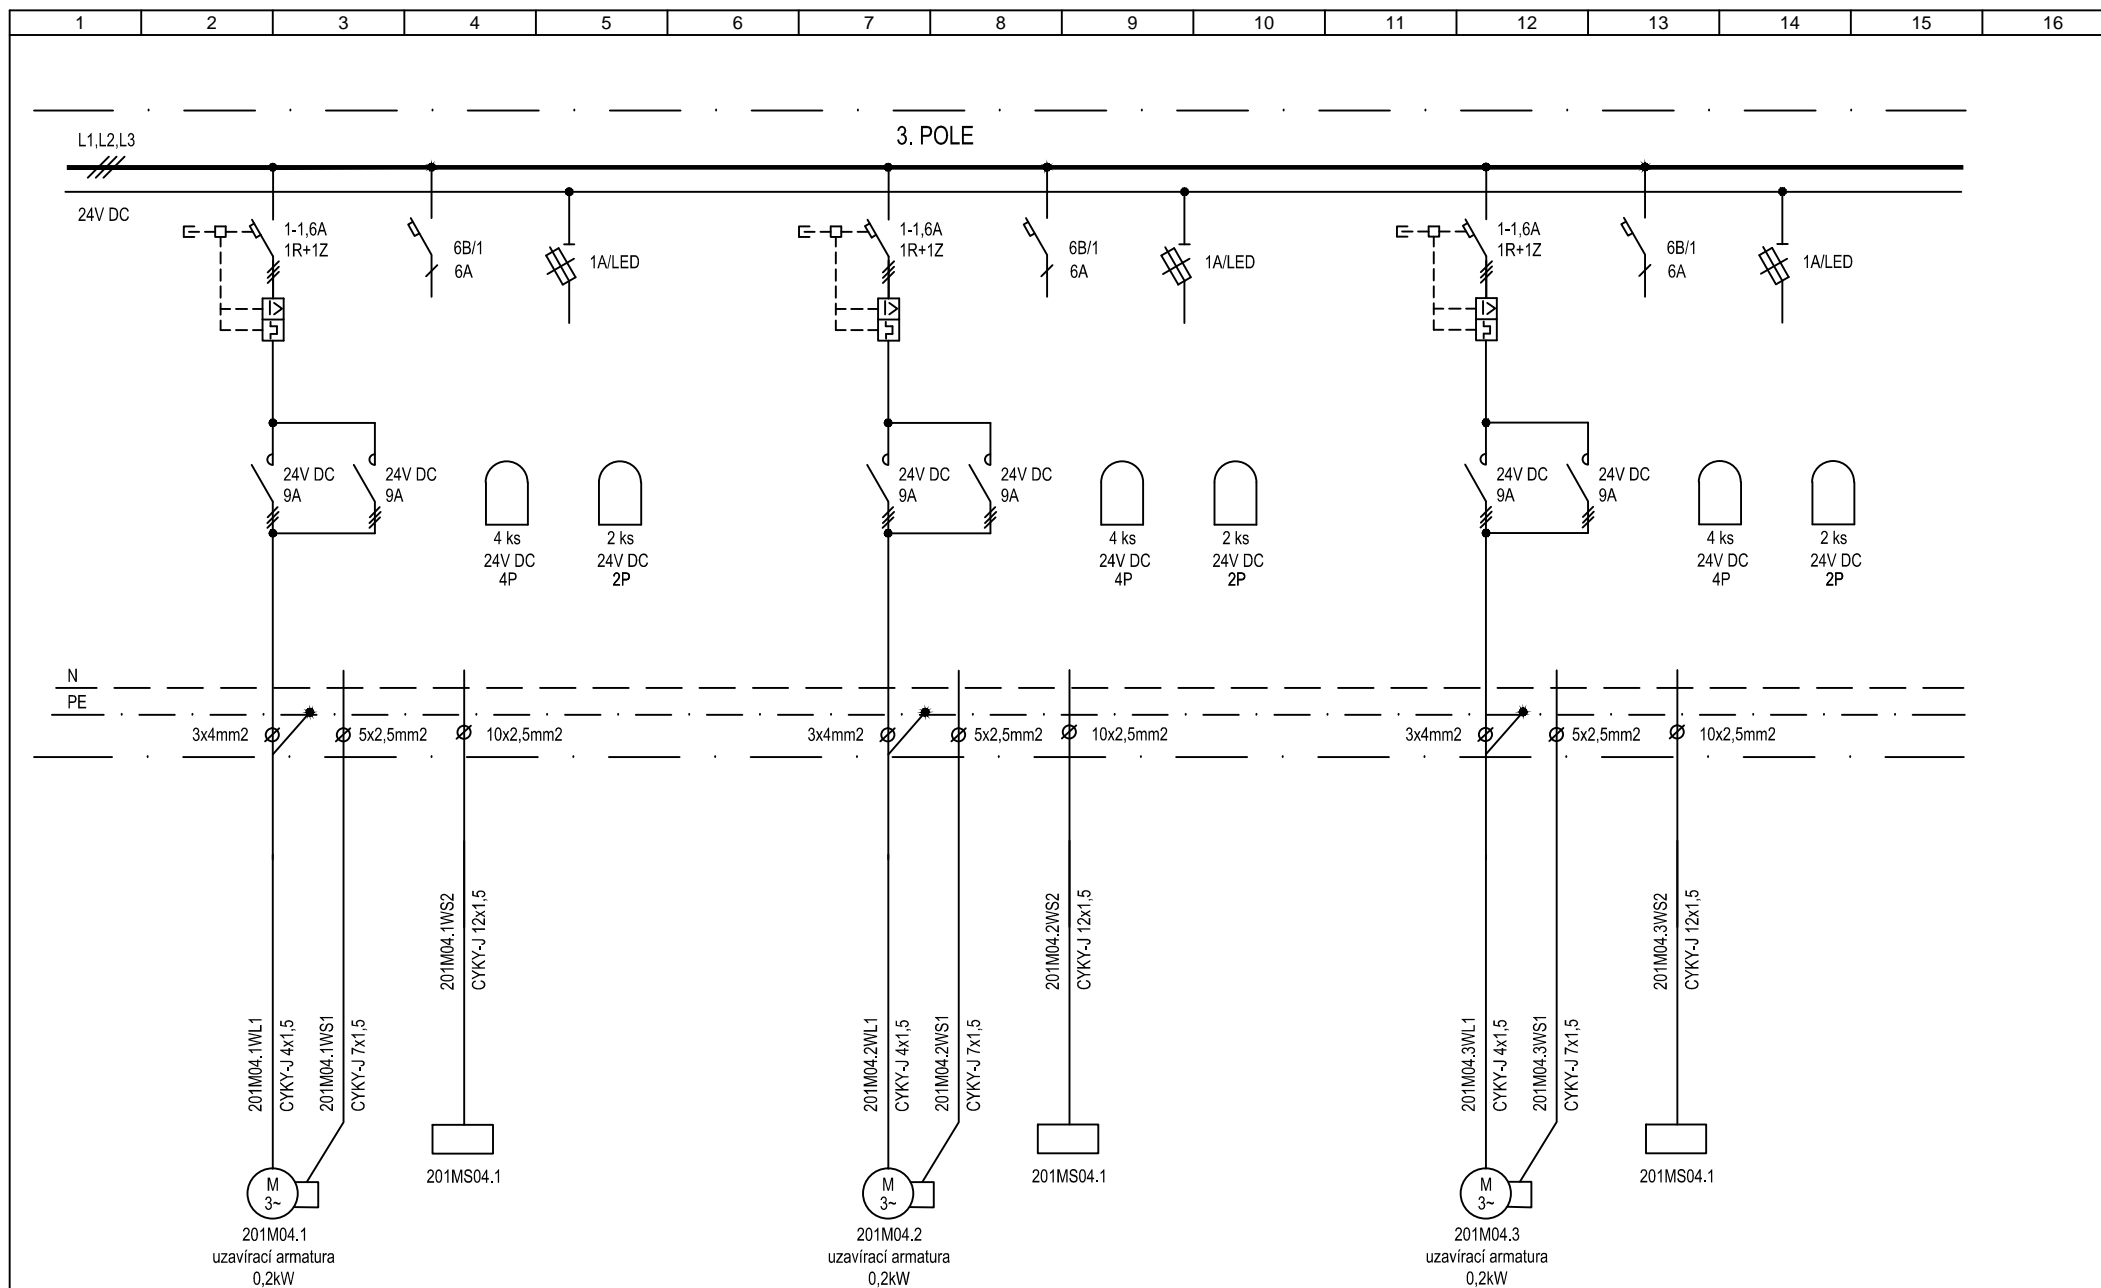 1 2 3 4 5 6 7 8 9 10 11 12 13 14 15 16
3. POLE
L1,L2,L3
24V DC
1-1,6A
1R+1Z
6B/1
6A
1A/LED
1-1,6A
1R+1Z
6B/1
6A
1A/LED
1-1,6A
1R+1Z
6B/1
6A
1A/LED
24V DC
9A
24V DC
9A
4 ks
24V DC
4P
2 ks
24V DC
2P
24V DC
9A
24V DC
9A
4 ks
24V DC
4P
2 ks
24V DC
2P
24V DC
9A
24V DC
9A
4 ks
24V DC
4P
2 ks
24V DC
2P
N
PE
3x4mm2
5x2,5mm2
10x2,5mm2
3x4mm2
5x2,5mm2
10x2,5mm2
3x4mm2
5x2,5mm2
10x2,5mm2
201M04.1WL1
CYKY-J 4x1,5
201M04.1WS1
CYKY-J 7x1,5
201M04.1WS2
CYKY-J 12x1,5
201M04.2WL1
CYKY-J 4x1,5
201M04.2WS1
CYKY-J 7x1,5
201M04.2WS2
CYKY-J 12x1,5
201M04.3WL1
CYKY-J 4x1,5
201M04.3WS1
CYKY-J 7x1,5
201M04.3WS2
CYKY-J 12x1,5
M
3~
201M04.1
uzavírací armatura
0,2kW
201MS04.1
M
3~
201M04.2
uzavírací armatura
0,2kW
201MS04.1
M
3~
201M04.3
uzavírací armatura
0,2kW
201MS04.1